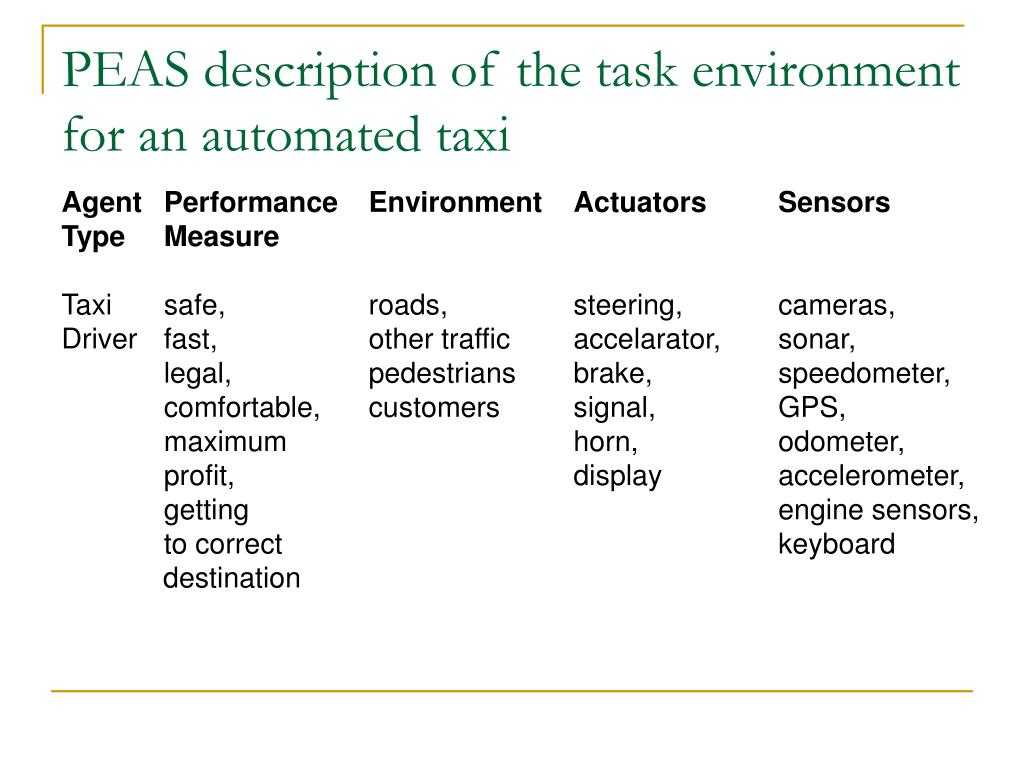 PEAS description of the task environment
for an automated taxi
Agent Performance Environment Actuators Sensors
Type Measure
Taxi safe, roads, steering, cameras,
Driver fast, other traffic accelarator, sonar,
legal, pedestrians brake, speedometer,
comfortable, customers signal, GPS,
maximum horn, odometer,
profit, display accelerometer,
getting engine sensors,
to correct keyboard
destination